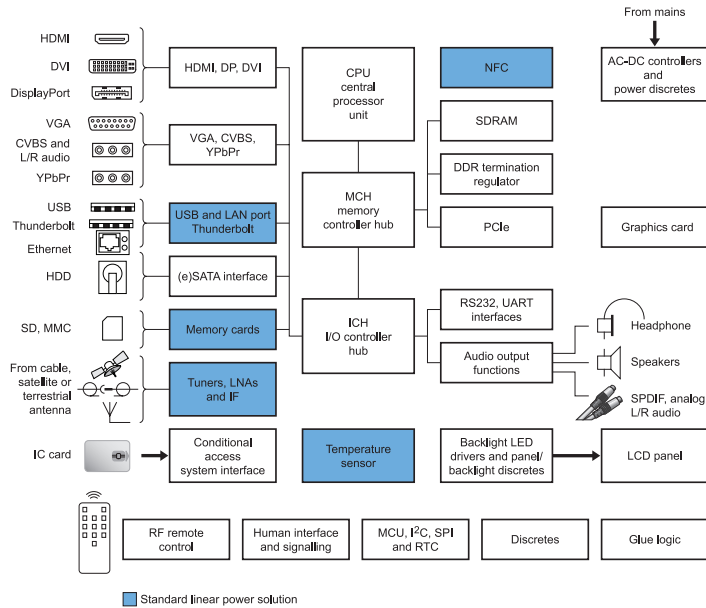 From mains
HDMI
DVI
DisplayPort
HDMI, DP, DVI
CPU
central
processor
unit
NFC
AC-DC controllers
and
power discretes
VGA
CVBS and
L/R audio
YPbPr
VGA, CVBS,
YPbPr
SDRAM
DDR termination
regulator
USB
Thunderbolt
Ethernet
USB and LAN port
Thunderbolt
MCH
memory
controller hub
PCIe
Graphics card
HDD
(e)SATA interface
SD, MMC
Memory cards
ICH
I/O controller
hub
RS232, UART
interfaces
Audio output
functions
Headphone
Speakers
SPDIF, analog
L/R audio
From cable,
satellite or
terrestrial
antenna
Tuners, LNAs
and IF
IC card
Conditional
access
system interface
Temperature
sensor
Backlight LED
drivers and panel/
backlight discretes
LCD panel
RF remote
control
Human interface
and signalling
MCU, I²C, SPI
and RTC
Discretes
Glue logic
Standard linear power solution